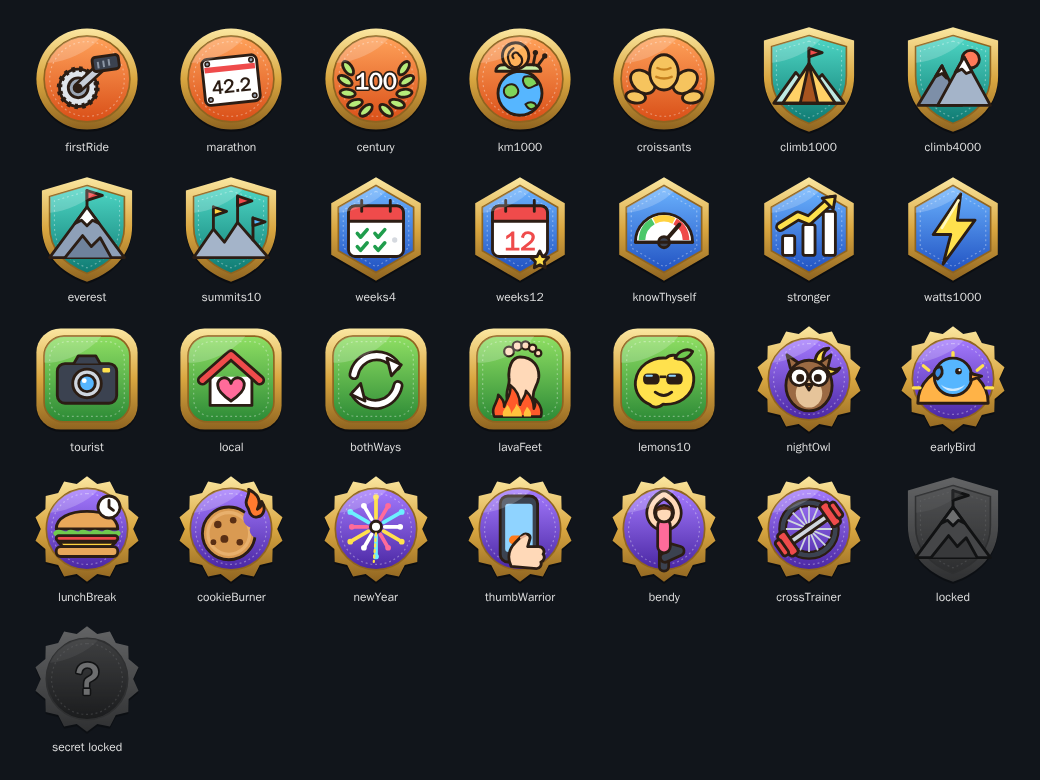 42.2
100
firstRide marathon century km1000 croissants climb1000 climb4000
12
everest summits10 weeks4 weeks12 knowThyself stronger watts1000
tourist local bothWays lavaFeet lemons10 nightOwl earlyBird
lunchBreak cookieBurner newYear thumbWarrior bendy crossTrainer locked
?
secret locked